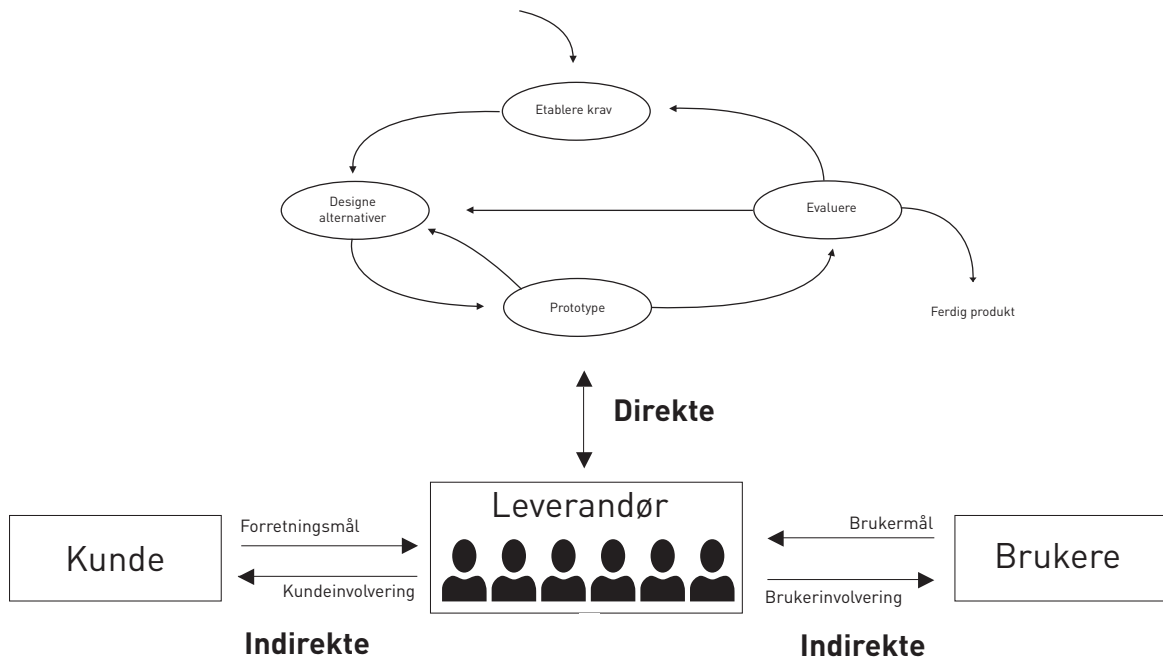 Etablere krav
Designe
alternativer
Evaluere
Prototype
Ferdig produkt
Direkte
Leverandør
Kunde
Forretningsmål
Kundeinvolvering
Brukermål
Brukerinvolvering
Brukere
Indirekte
Indirekte